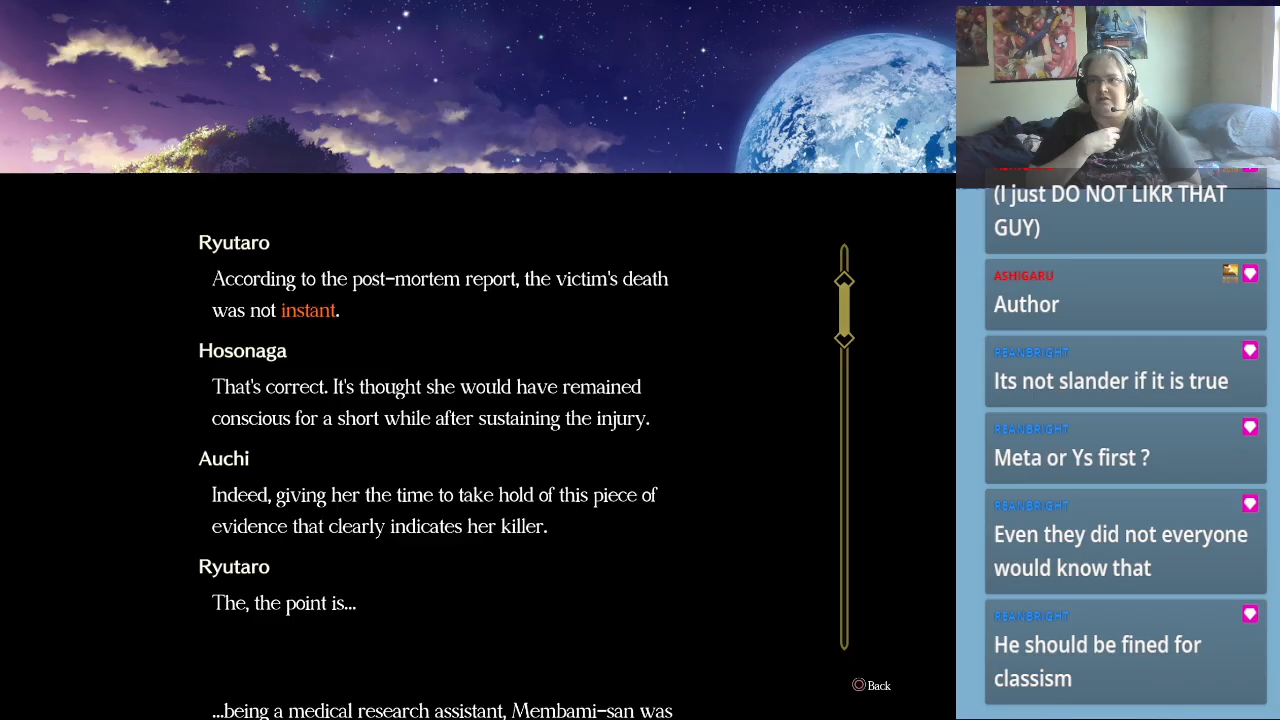 Ryutaro
According to the post-mortem report, the victim's death
was not instant.
Hosonaga
That's correct. It's thought she would have remained
conscious for a short while after sustaining the injury.
Auchi
Indeed, giving her the time to take hold of this piece of
evidence that clearly indicates her killer.
Ryutaro
The, the point is...
...being a medical research assistant, Membami-san was
Back
(I just DO NOT LIKR THAT
GUY)
ASHIGARU
Author
REANBRIGHT
Its not slander if it is true
REANBRIGHT
Meta or Ys first ?
REANBRIGHT
Even they did not everyone
would know that
REANBRIGHT
He should be fined for
classism